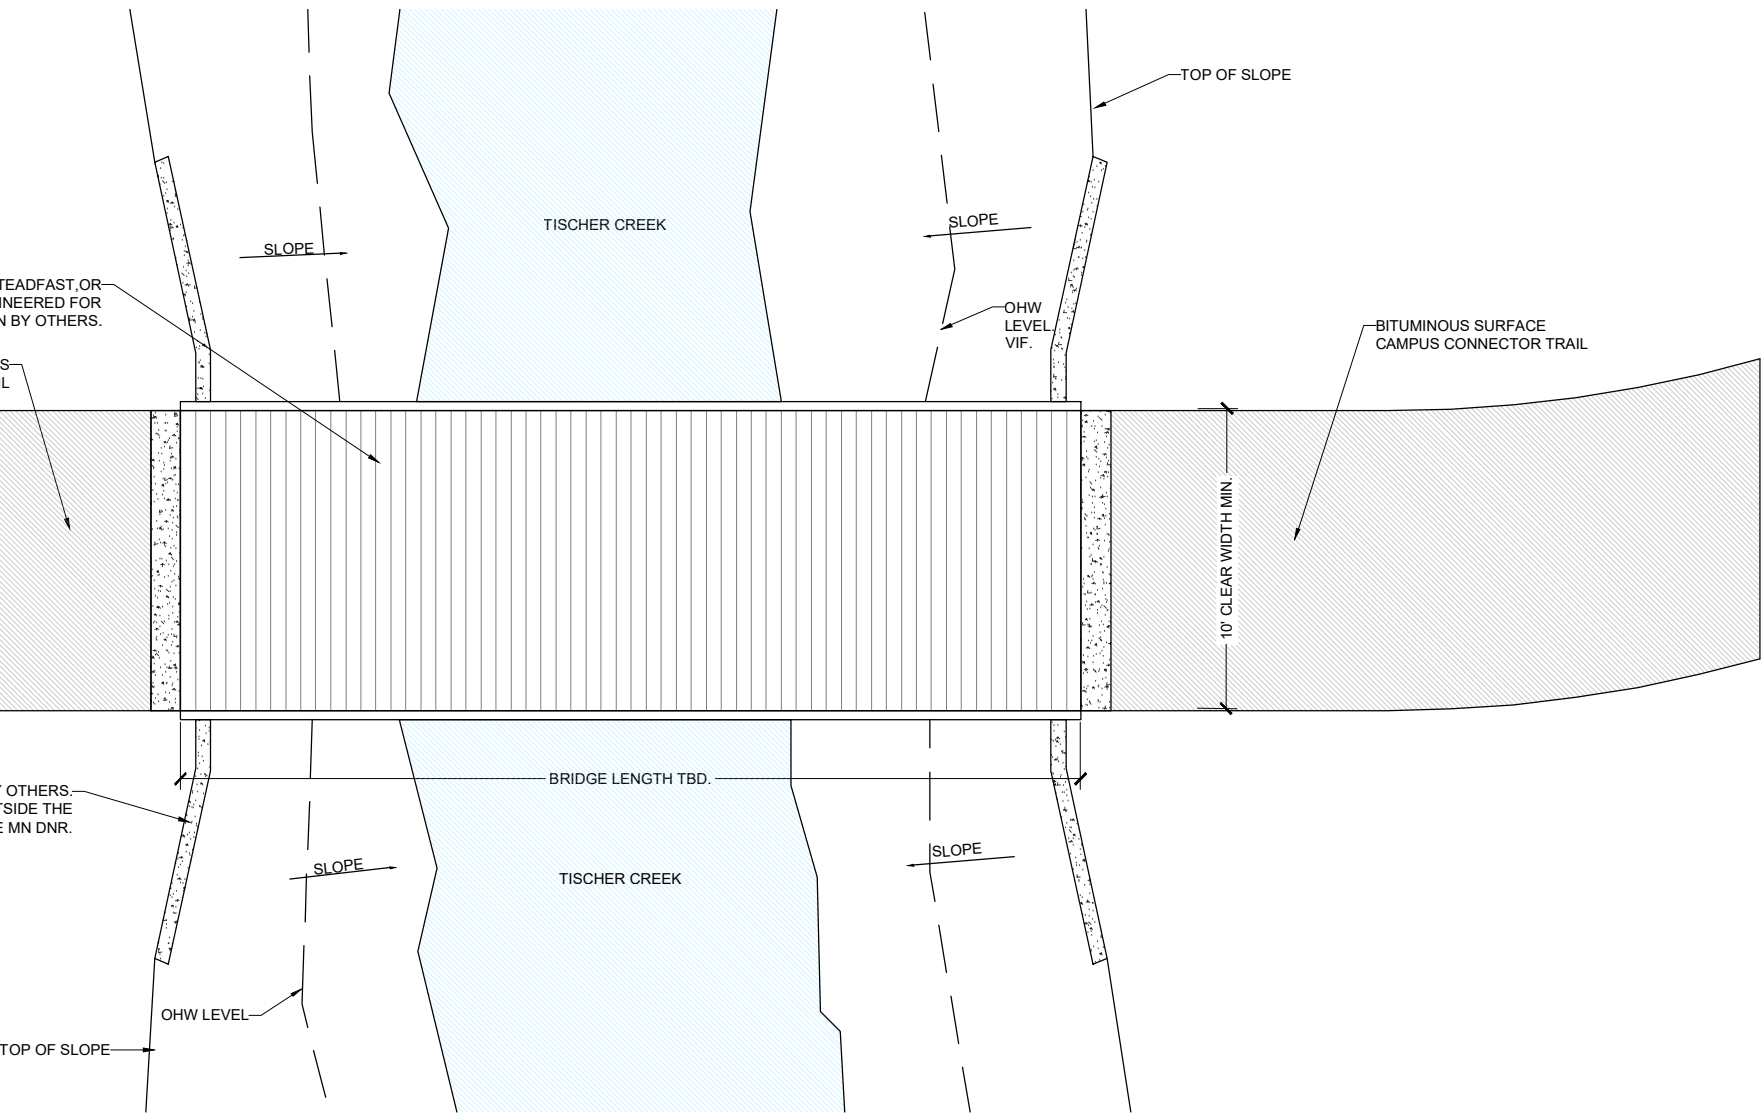 TOP OF SLOPE
TISCHER CREEK
SLOPE
SLOPE
TEADFAST,OR
INEERED FOR
N BY OTHERS.
OHW
LEVEL.
VIF.
BITUMINOUS SURFACE
CAMPUS CONNECTOR TRAIL
S
IL
10' CLEAR WIDTH MIN.
BRIDGE LENGTH TBD.
Y OTHERS.
TSIDE THE
E MN DNR.
SLOPE
SLOPE
TISCHER CREEK
OHW LEVEL
TOP OF SLOPE